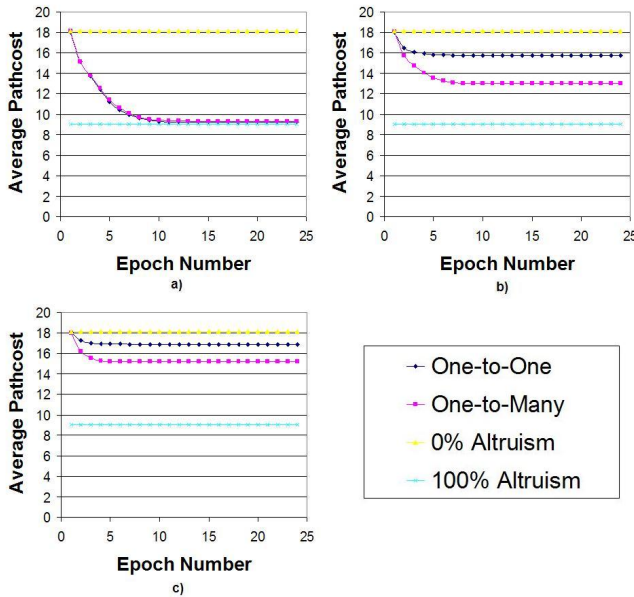 20
18
16
14
12
10
8
6
4
2
0
Average Pathcost
0 5 10 15 20 25
Epoch Number
a)
20
18
16
14
12
10
8
6
4
2
0
Average Pathcost
0 5 10 15 20 25
Epoch Number
b)
20
18
16
14
12
10
8
6
4
2
0
Average Pathcost
0 5 10 15 20 25
Epoch Number
c)
One-to-One
One-to-Many
0% Altruism
100% Altruism